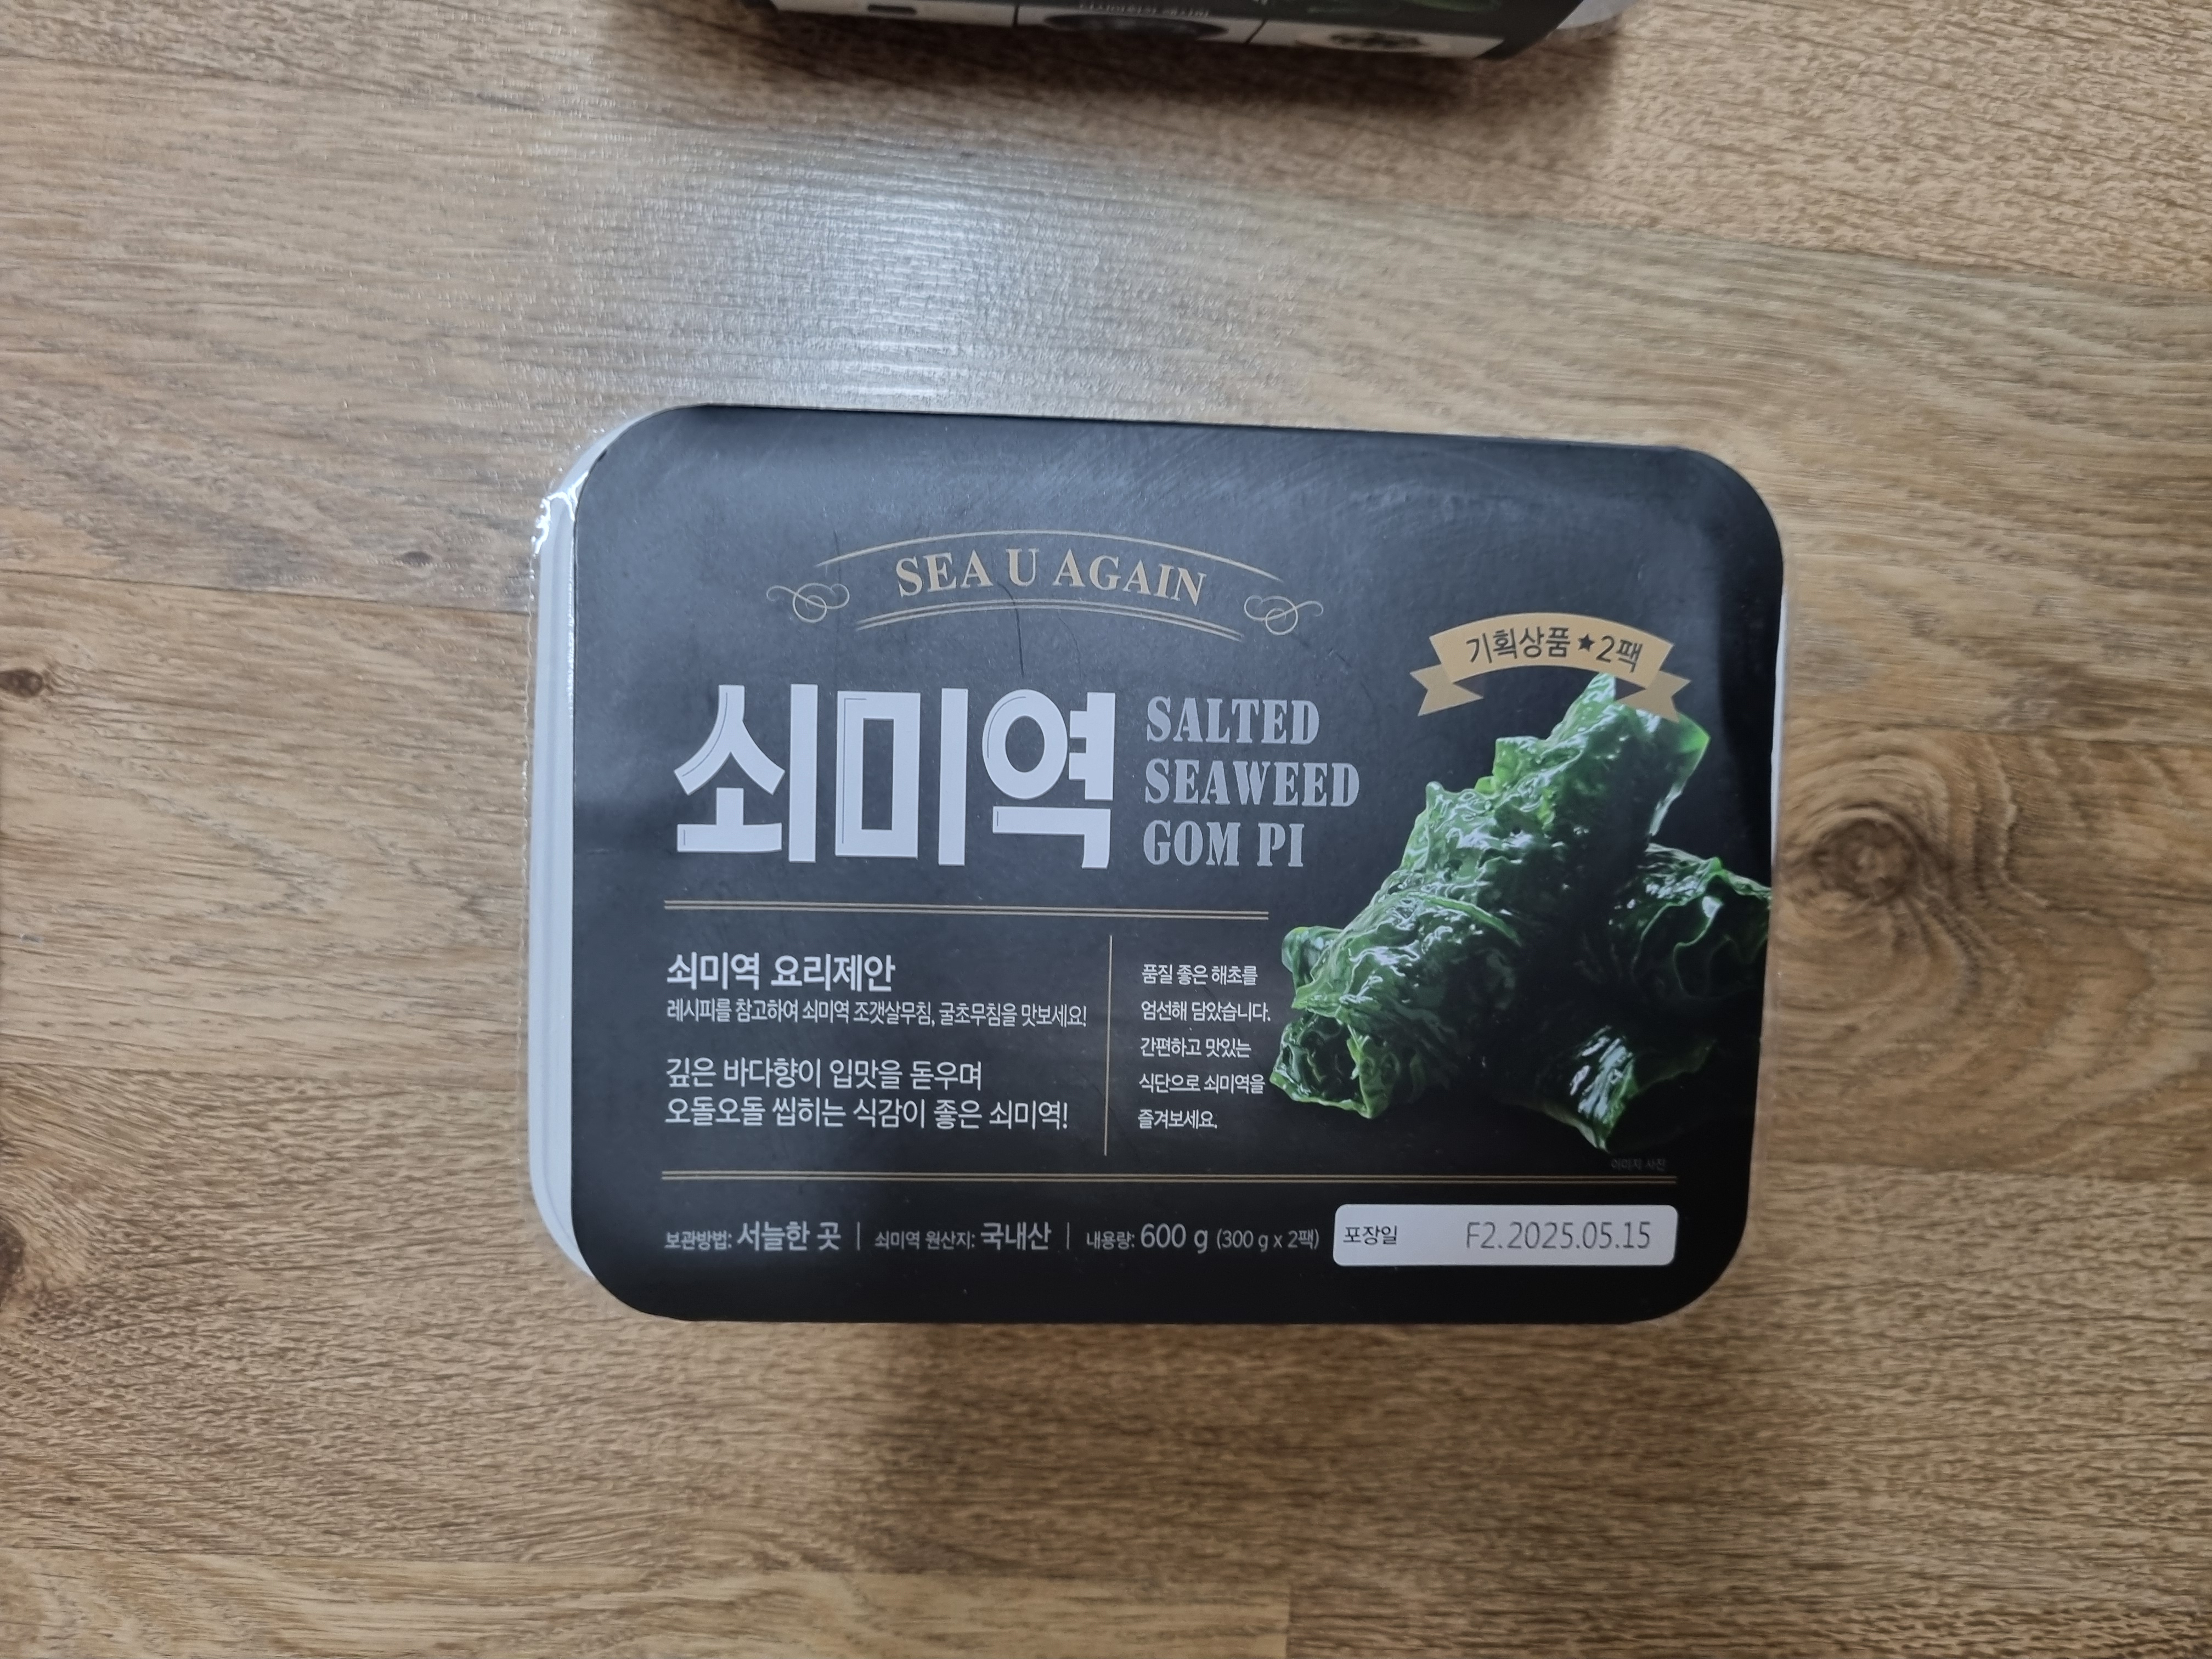 SEA U AGAIN
기획상품★2팩
쇠미역
SALTED
SEAWEED
GOM PI
쇠미역 요리제안
레시피를 참고하여 쇠미역 조갯살무침, 굴초무침을 맛보세요!
깊은 바다향이 입맛을 돋우며
오돌오돌 씹히는 식감이 좋은 쇠미역!
품질 좋은 해초를
엄선해 담았습니다.
간편하고 맛있는
식단으로 쇠미역을
즐겨보세요.
이미지 사진
보관방법: 서늘한 곳 | 쇠미역 원산지: 국내산 | 내용량: 600 g (300 g x 2팩)
포장일 F2.2025.05.15